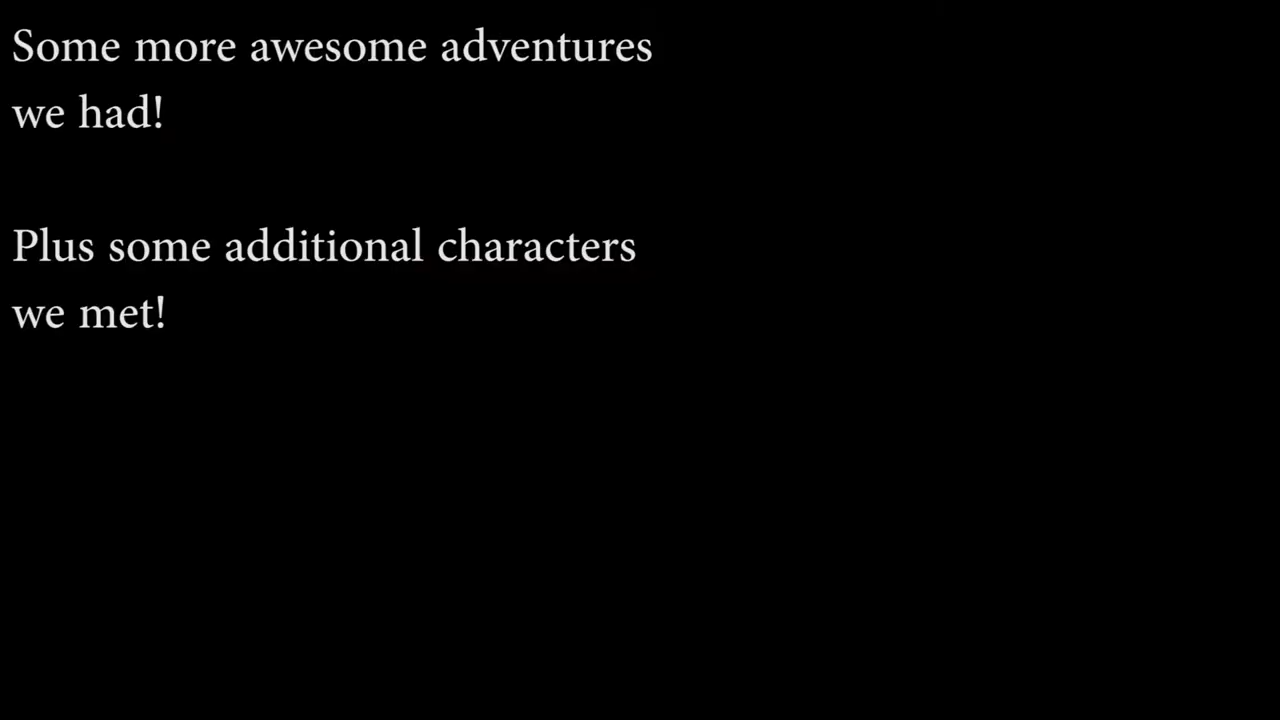 Some more awesome adventures
we had!
Plus some additional characters
we met!